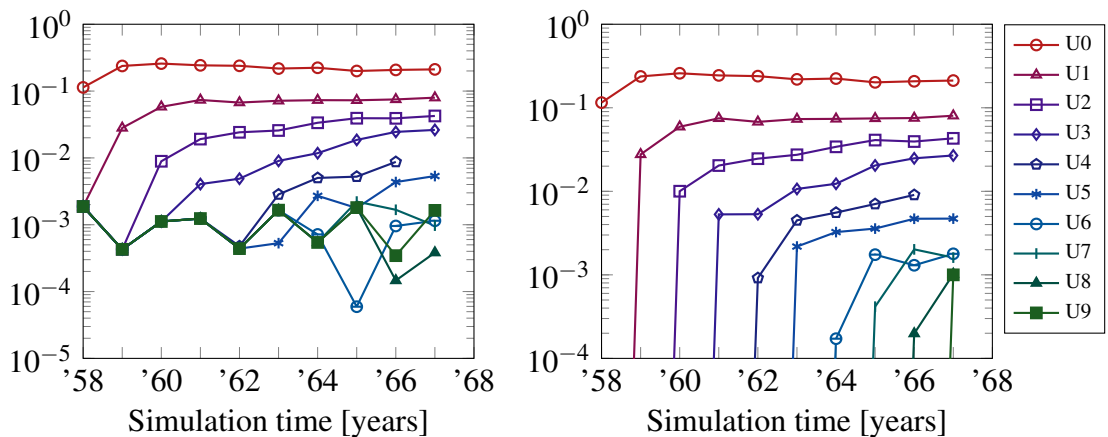 10^0
10^−1
10^−2
10^−3
10^−4
10^−5
'58 '60 '62 '64 '66 '68
Simulation time [years]
10^0
10^−1
10^−2
10^−3
10^−4
'58 '60 '62 '64 '66 '68
Simulation time [years]
U0
U1
U2
U3
U4
U5
U6
U7
U8
U9